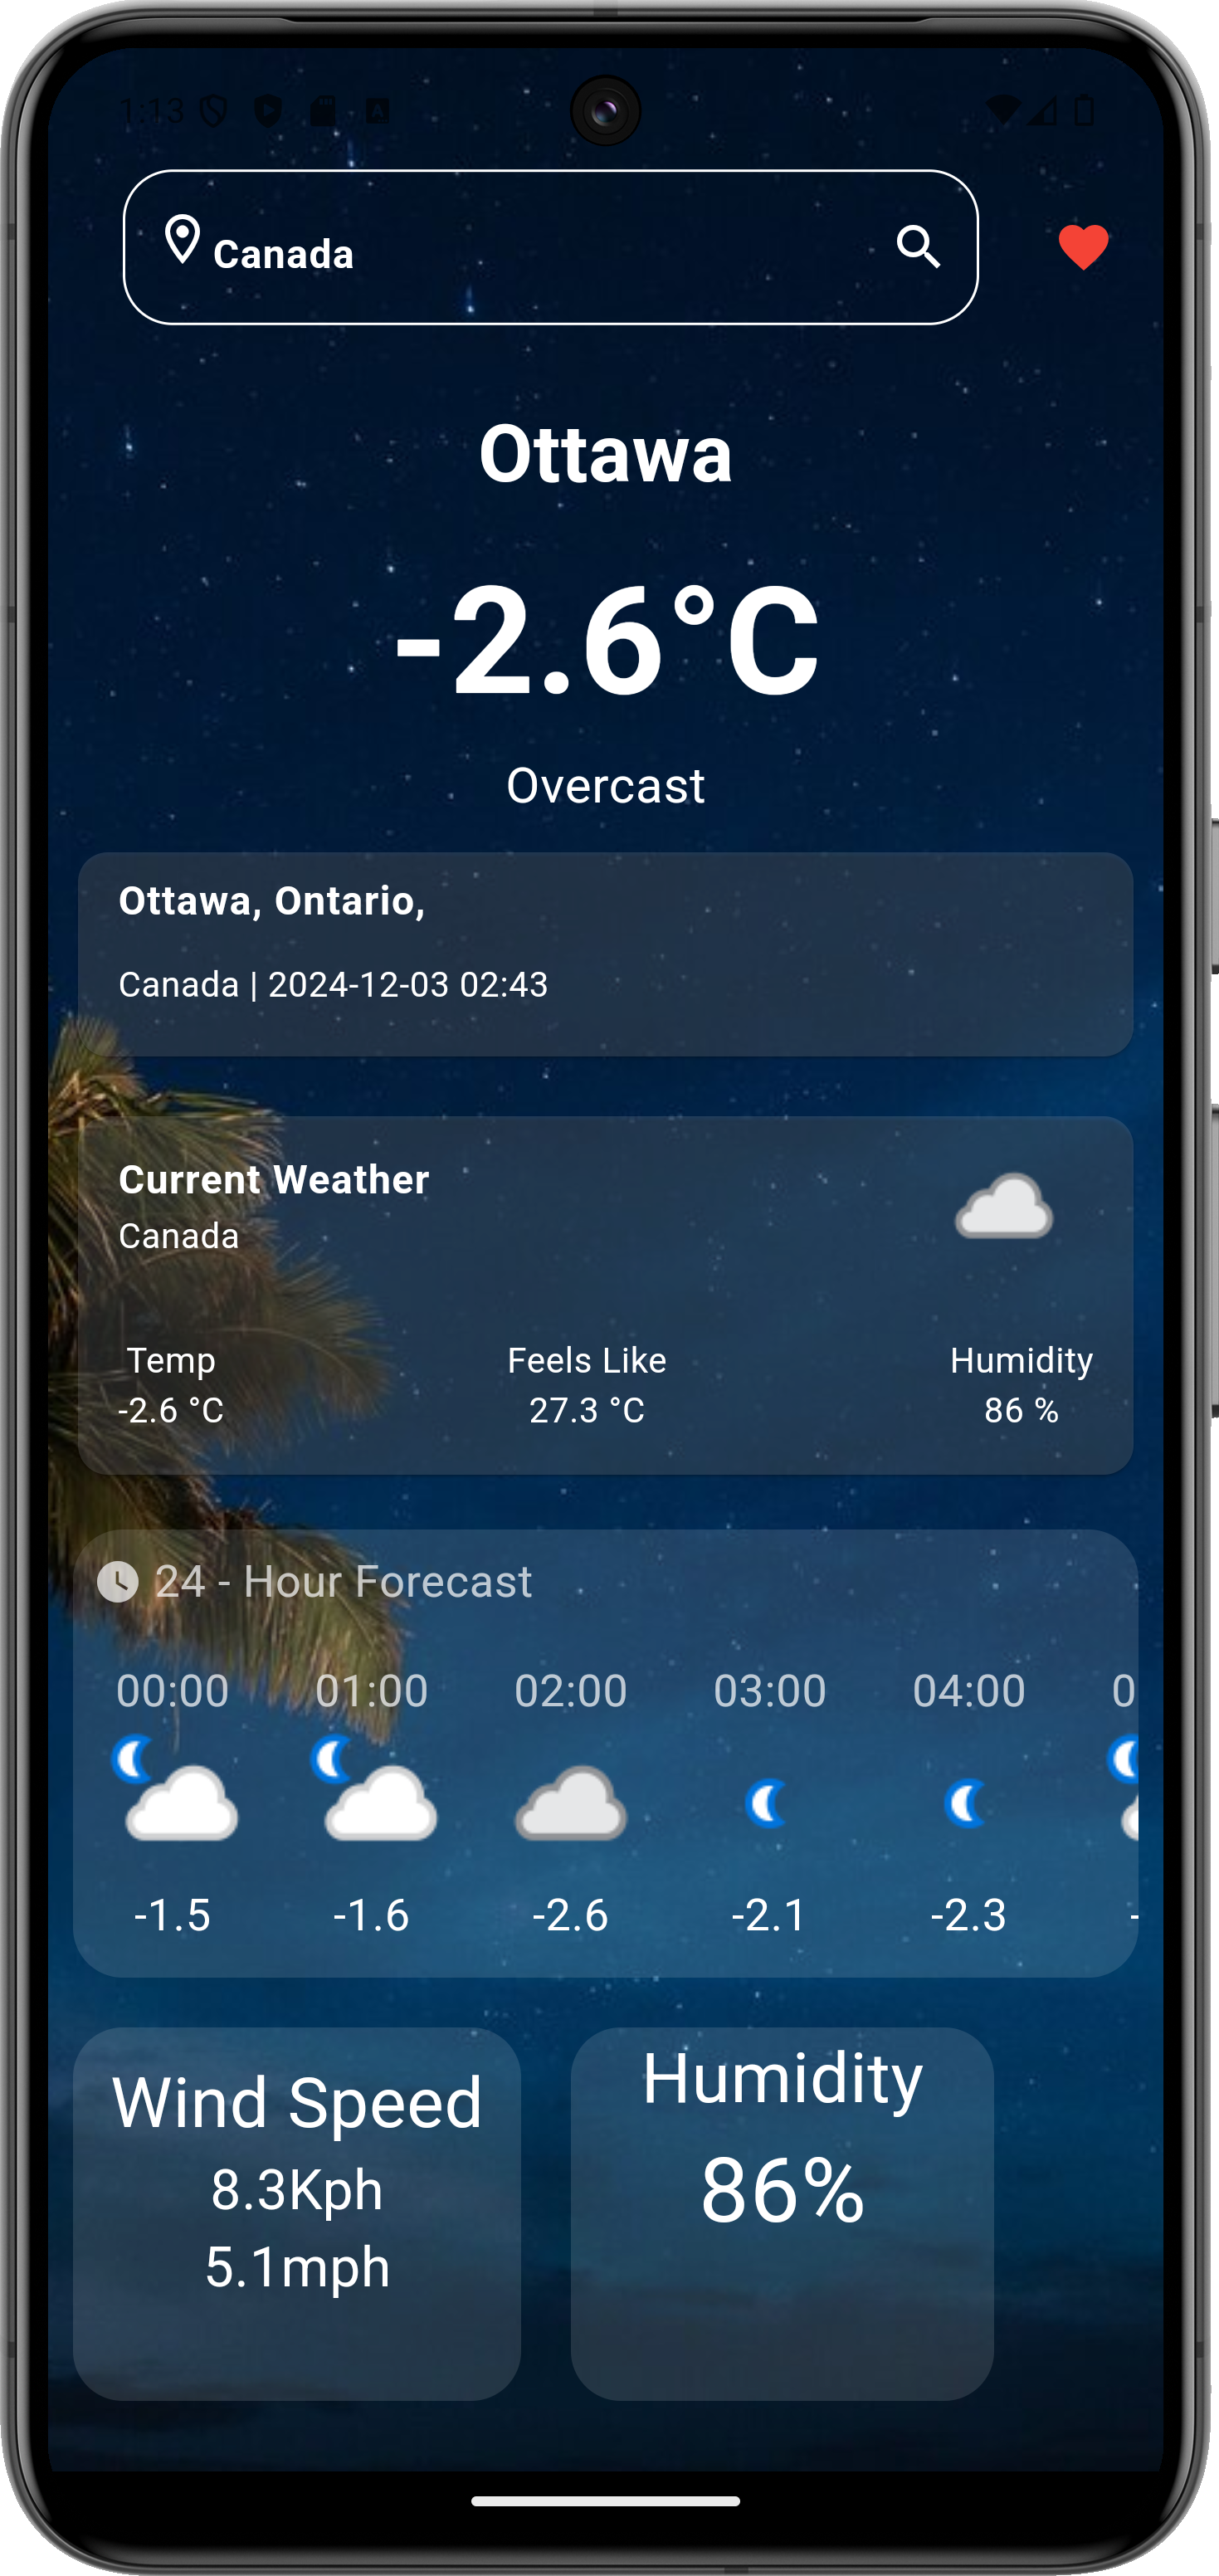 1:13
Canada
Ottawa
-2.6°C
Overcast
Ottawa, Ontario,
Canada | 2024-12-03 02:43
Current Weather
Canada
Temp Feels Like Humidity
-2.6 °C 27.3 °C 86 %
24 - Hour Forecast
00:00 01:00 02:00 03:00 04:00 0
-1.5 -1.6 -2.6 -2.1 -2.3 -
Wind Speed
8.3Kph
5.1mph
Humidity
86%